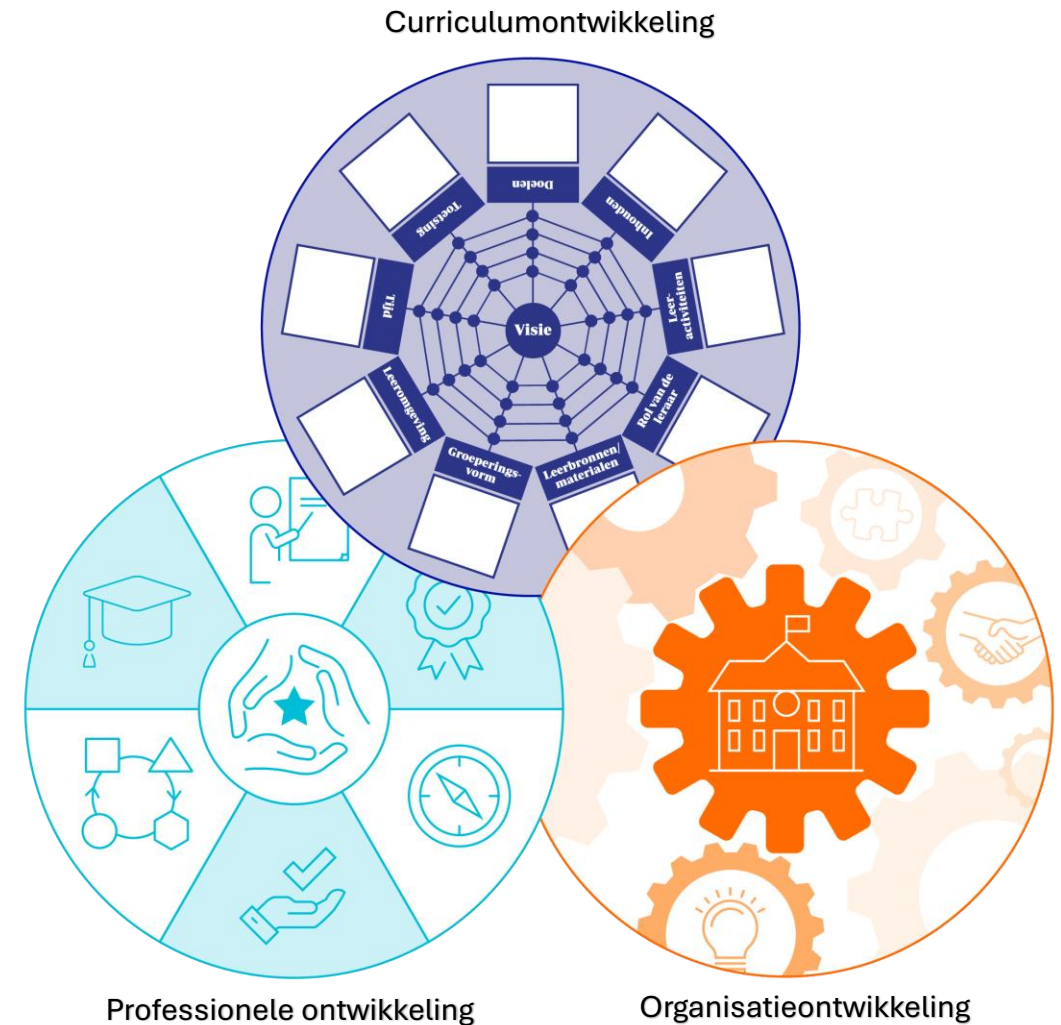 Curriculumontwikkeling
Doelen
Inhouden
Leer-
activiteiten
Rol van de
leraar
Leerbronnen/
materialen
Groeperings-
vorm
Leeromgeving
Tijd
Toetsing
Visie
Professionele ontwikkeling
Organisatieontwikkeling